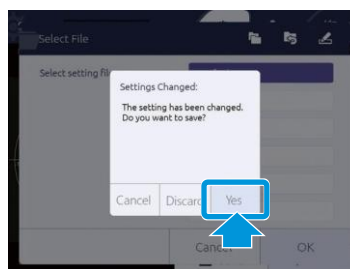 Select File
Select setting fil
Settings Changed:
The setting has been changed.
Do you want to save?
Cancel Discard Yes
Cancel OK